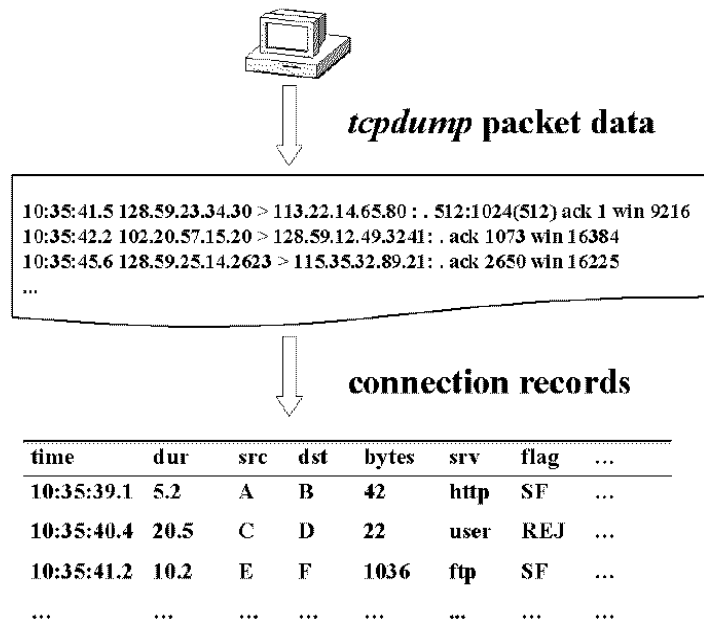 tcpdump packet data
10:35:41.5 128.59.23.34.30 > 113.22.14.65.80 : . 512:1024(512) ack 1 win 9216
10:35:42.2 102.20.57.15.20 > 128.59.12.49.3241: . ack 1073 win 16384
10:35:45.6 128.59.25.14.2623 > 115.35.32.89.21: . ack 2650 win 16225
...
connection records
time dur src dst bytes srv flag ...
10:35:39.1 5.2 A B 42 http SF ...
10:35:40.4 20.5 C D 22 user REJ ...
10:35:41.2 10.2 E F 1036 ftp SF ...
... ... ... ... ... ... ... ...